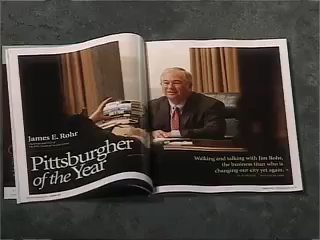 James E. Rohr
Pittsburgher
of the Year
Walking and talking with Jim Rohr,
the business titan who is
changing our city yet again.